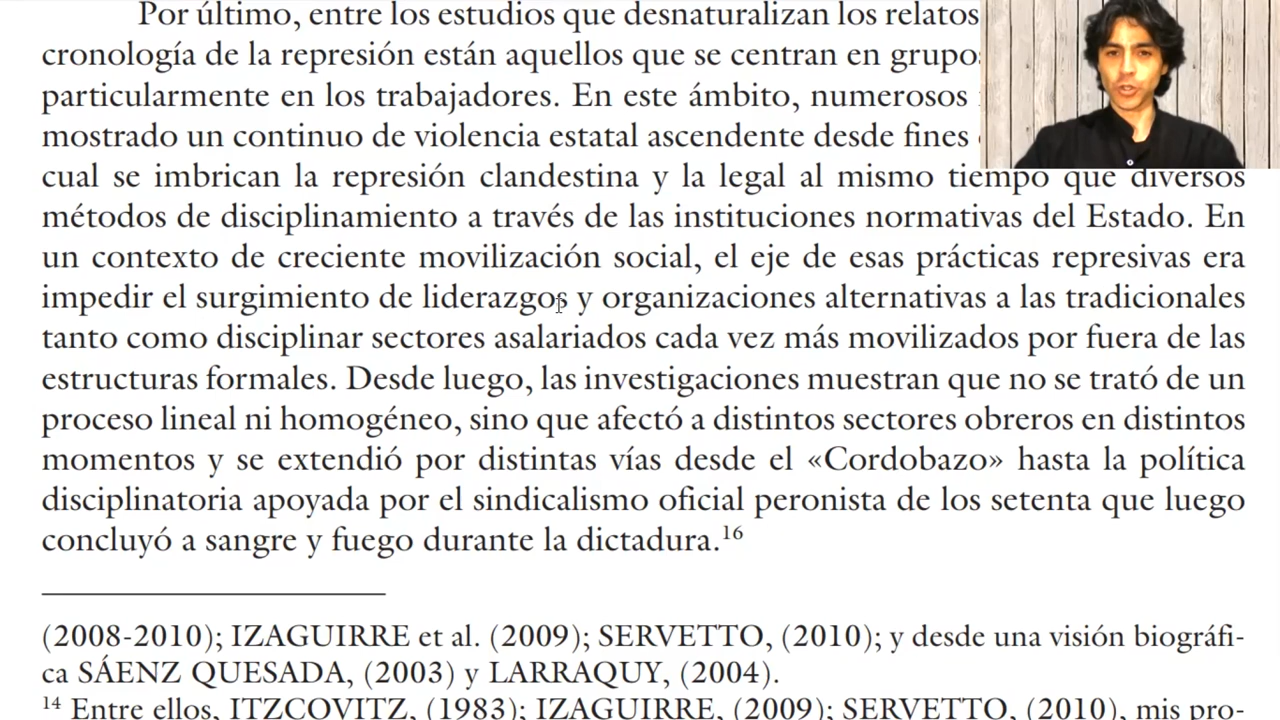 Por último, entre los estudios que desnaturalizan los relatos
cronología de la represión están aquellos que se centran en grupos
particularmente en los trabajadores. En este ámbito, numerosos
mostrado un continuo de violencia estatal ascendente desde fines
cual se imbrican la represión clandestina y la legal al mismo tiempo que diversos
métodos de disciplinamiento a través de las instituciones normativas del Estado. En
un contexto de creciente movilización social, el eje de esas prácticas represivas era
impedir el surgimiento de liderazgos y organizaciones alternativas a las tradicionales
tanto como disciplinar sectores asalariados cada vez más movilizados por fuera de las
estructuras formales. Desde luego, las investigaciones muestran que no se trató de un
proceso lineal ni homogéneo, sino que afectó a distintos sectores obreros en distintos
momentos y se extendió por distintas vías desde el «Cordobazo» hasta la política
disciplinatoria apoyada por el sindicalismo oficial peronista de los setenta que luego
concluyó a sangre y fuego durante la dictadura.¹⁶
(2008-2010); IZAGUIRRE et al. (2009); SERVETTO, (2010); y desde una visión biográfi-
ca SÁENZ QUESADA, (2003) y LARRAQUY, (2004).
¹⁴ Entre ellos, ITZCOVITZ, (1983); IZAGUIRRE, (2009); SERVETTO, (2010), mis pro-